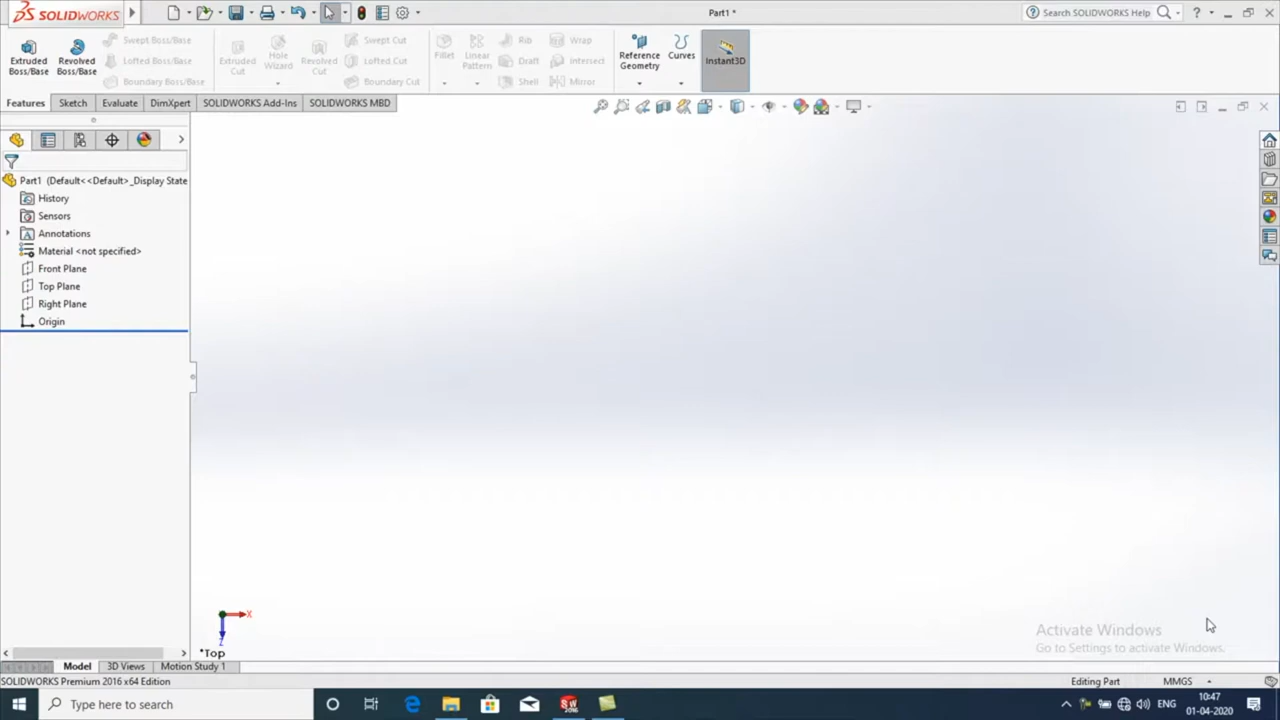 SOLIDWORKS
Part1 *
Search SOLIDWORKS Help
?
Extruded Boss/Base
Revolved Boss/Base
Swept Boss/Base
Lofted Boss/Base
Boundary Boss/Base
Extruded Cut
Hole Wizard
Revolved Cut
Swept Cut
Lofted Cut
Boundary Cut
Fillet
Linear Pattern
Rib
Draft
Shell
Wrap
Intersect
Mirror
Reference Geometry
Curves
Instant3D
Features
Sketch
Evaluate
DimXpert
SOLIDWORKS Add-Ins
SOLIDWORKS MBD
Part1 (Default<<Default>_Display State
History
Sensors
Annotations
Material <not specified>
Front Plane
Top Plane
Right Plane
Origin
X
Z
*Top
Activate Windows
Go to Settings to activate Windows.
Model
3D Views
Motion Study 1
SOLIDWORKS Premium 2016 x64 Edition
Editing Part
MMGS
Type here to search
ENG
10:47
01-04-2020